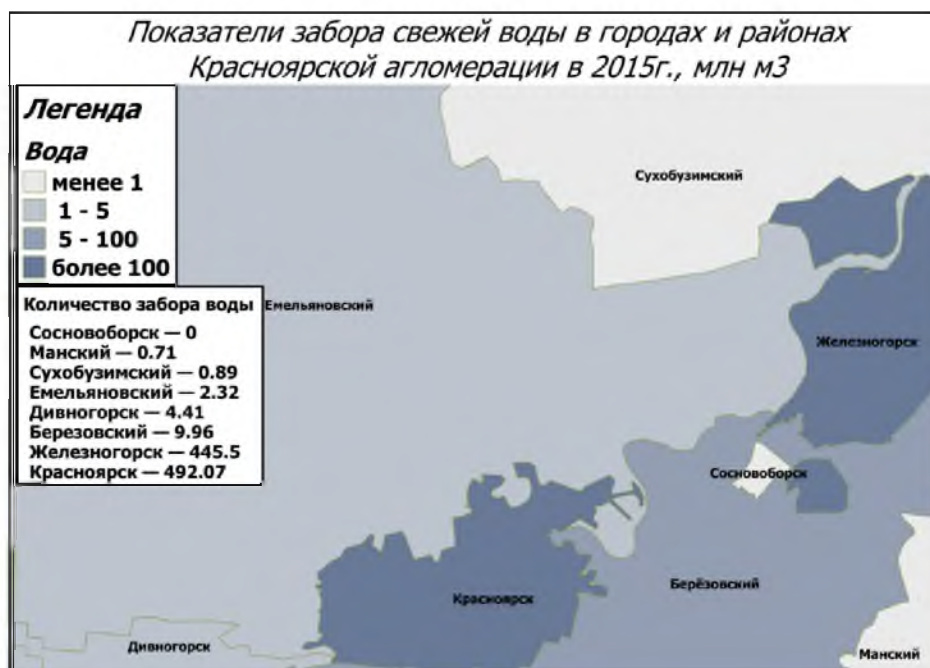 Показатели забора свежей воды в городах и районах
Красноярской агломерации в 2015г., млн м3
Легенда
Вода
менее 1
1 - 5
5 - 100
более 100
Количество забора воды
Сосновоборск — 0
Манский — 0.71
Сухобузимский — 0.89
Емельяновский — 2.32
Дивногорск — 4.41
Березовский — 9.96
Железногорск — 445.5
Красноярск — 492.07
Сухобузимский
Емельяновский
Железногорск
Сосновоборск
Берёзовский
Красноярск
Дивногорск
Манский